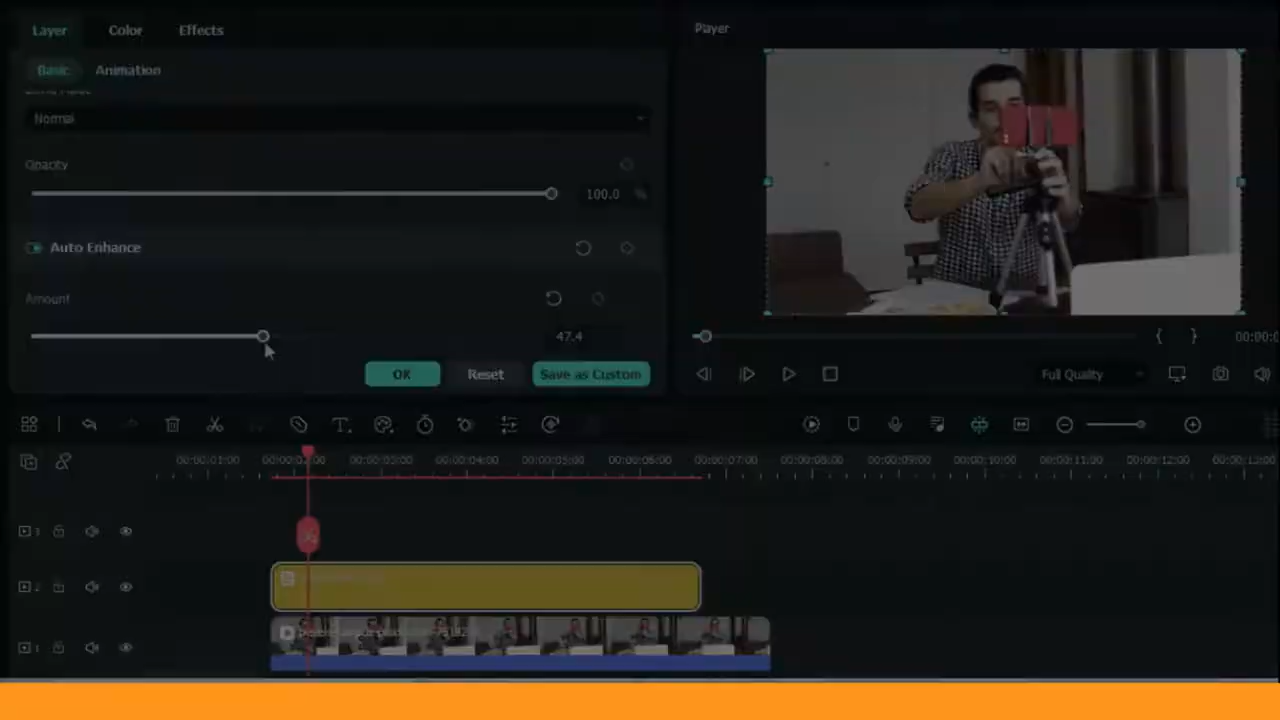 Layer Color Effects
Player
Basic Animation
Normal
Opacity
100.0 %
Auto Enhance
Amount
47.4
00:00:0
OK Reset Save as Custom
Full Quality
00:00:01:00 00:00:02:00 00:00:03:00 00:00:04:00 00:00:05:00 00:00:06:00 00:00:07:00 00:00:08:00 00:00:09:00 00:00:10:00 00:00:11:00 00:00:12:00 00:00:13:00
3
2
1